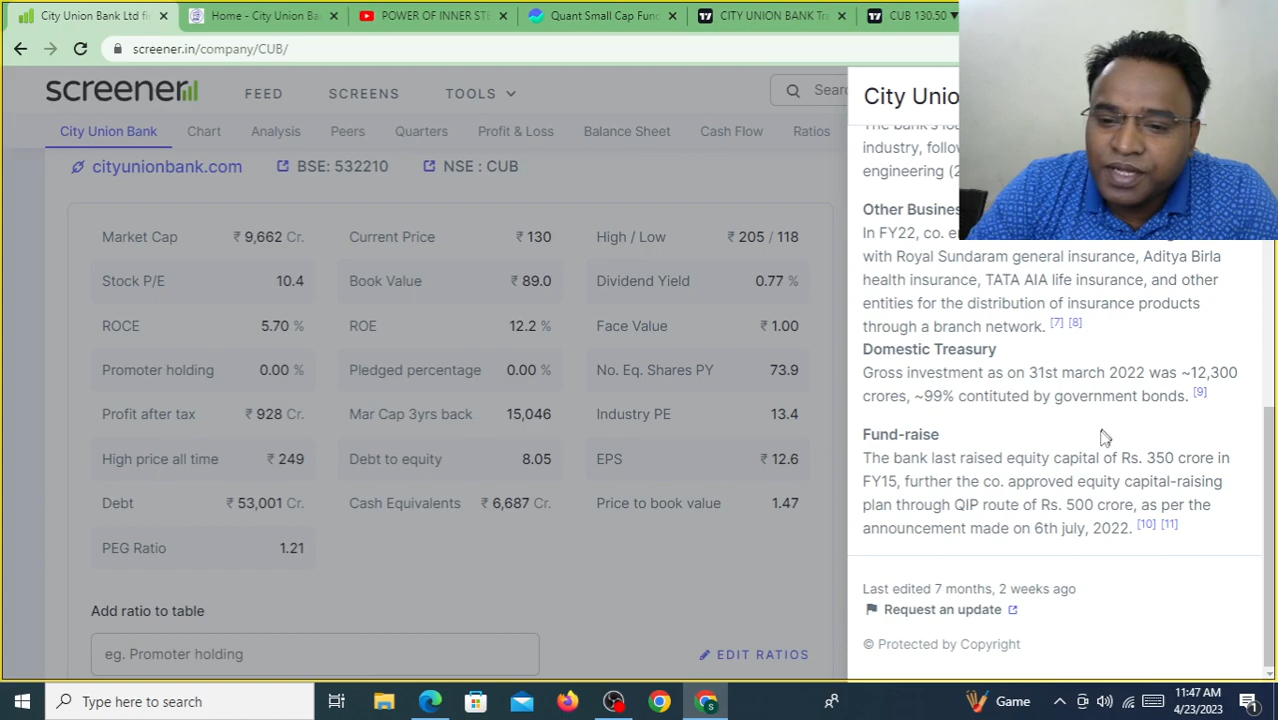 City Union Bank Ltd fi
Home - City Union Ba
POWER OF INNER STE
Quant Small Cap Fun
CITY UNION BANK Tra
CUB 130.50
screener.in/company/CUB/
screener
FEED
SCREENS
TOOLS
Sear
City Union Bank
Chart
Analysis
Peers
Quarters
Profit & Loss
Balance Sheet
Cash Flow
Ratios
cityunionbank.com
BSE: 532210
NSE : CUB
Market Cap ₹ 9,662 Cr.
Current Price ₹ 130
High / Low ₹ 205 / 118
Stock P/E 10.4
Book Value ₹ 89.0
Dividend Yield 0.77 %
ROCE 5.70 %
ROE 12.2 %
Face Value ₹ 1.00
Promoter holding 0.00 %
Pledged percentage 0.00 %
No. Eq. Shares PY 73.9
Profit after tax ₹ 928 Cr.
Mar Cap 3yrs back 15,046
Industry PE 13.4
High price all time ₹ 249
Debt to equity 8.05
EPS ₹ 12.6
Debt ₹ 53,001 Cr.
Cash Equivalents ₹ 6,687 Cr.
Price to book value 1.47
PEG Ratio 1.21
Add ratio to table
eg. Promoter holding
EDIT RATIOS
City Unio
The bank's
industry, follow
engineering (2
Other Busines
In FY22, co.
with Royal Sundaram general insurance, Aditya Birla
health insurance, TATA AIA life insurance, and other
entities for the distribution of insurance products
through a branch network. [7] [8]
Domestic Treasury
Gross investment as on 31st march 2022 was ~12,300
crores, ~99% contituted by government bonds. [9]
Fund-raise
The bank last raised equity capital of Rs. 350 crore in
FY15, further the co. approved equity capital-raising
plan through QIP route of Rs. 500 crore, as per the
announcement made on 6th july, 2022. [10] [11]
Last edited 7 months, 2 weeks ago
Request an update
© Protected by Copyright
Type here to search
Game
11:47 AM
4/23/2023